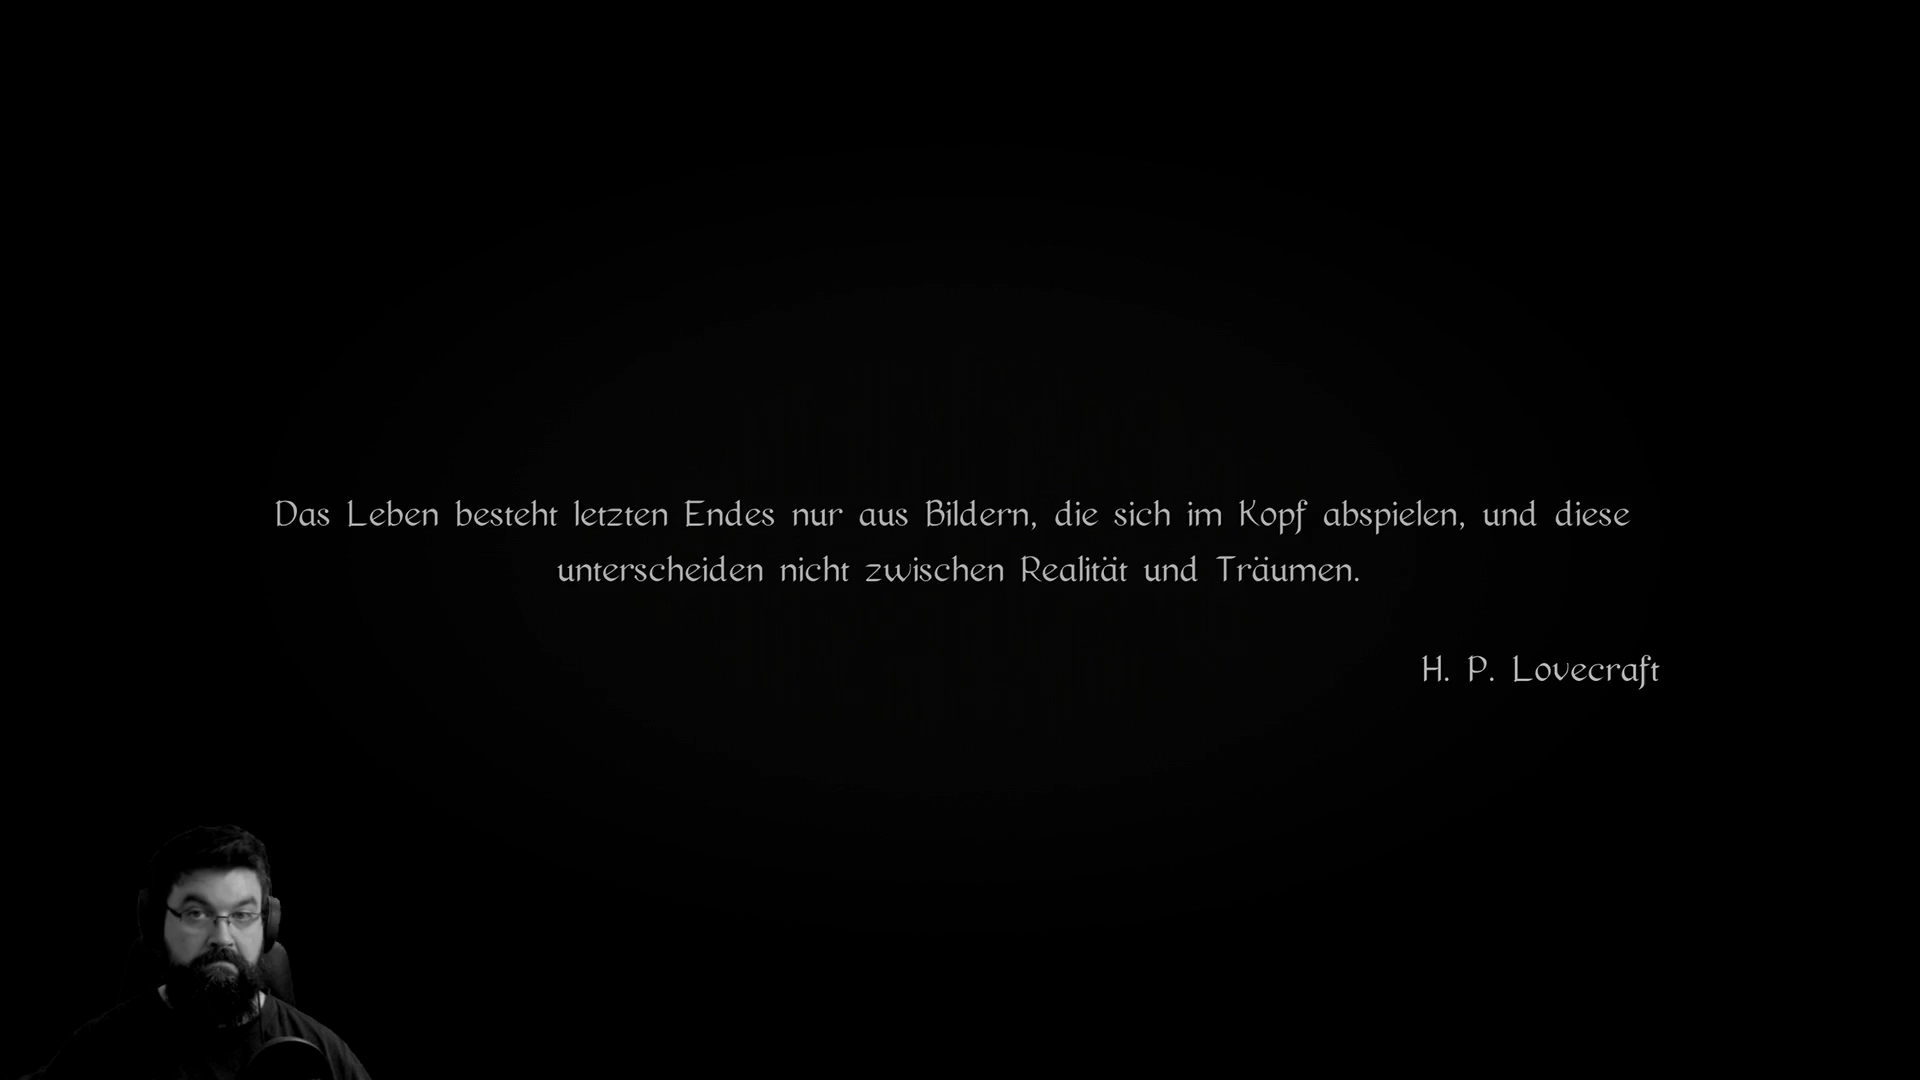 Das Leben besteht letzten Endes nur aus Bildern, die sich im Kopf abspielen, und diese
unterscheiden nicht zwischen Realität und Träumen.
H. P. Lovecraft